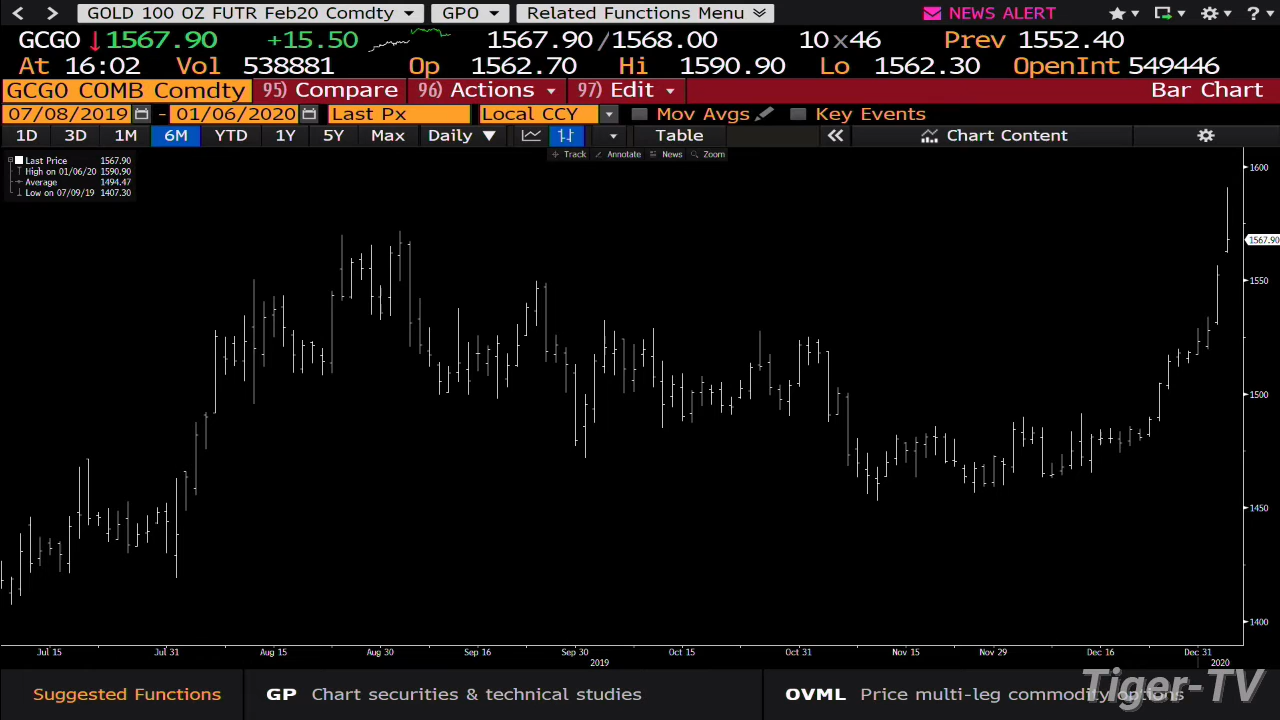 GOLD 100 OZ FUTR Feb20 Comdty GPO Related Functions Menu NEWS ALERT ?
GCG0 ↓1567.90 +15.50 1567.90/1568.00 10x46 Prev 1552.40
At 16:02 Vol 538881 Op 1562.70 Hi 1590.90 Lo 1562.30 OpenInt 549446
GCG0 COMB Comdty 95) Compare 96) Actions 97) Edit Bar Chart
07/08/2019 - 01/06/2020 Last Px Local CCY Mov Avgs Key Events
1D 3D 1M 6M YTD 1Y 5Y Max Daily ▼ Table « Chart Content
Track Annotate News Zoom
Last Price 1567.90
High on 01/06/20 1590.90
Average 1494.47
Low on 07/09/19 1407.30
1600
1567.90
1550
1500
1450
1400
Jul 15 Jul 31 Aug 15 Aug 30 Sep 16 Sep 30 Oct 15 Oct 31 Nov 15 Nov 29 Dec 16 Dec 31
2019 2020
Suggested Functions GP Chart securities & technical studies OVML Price multi-leg commodity options
Tiger-TV